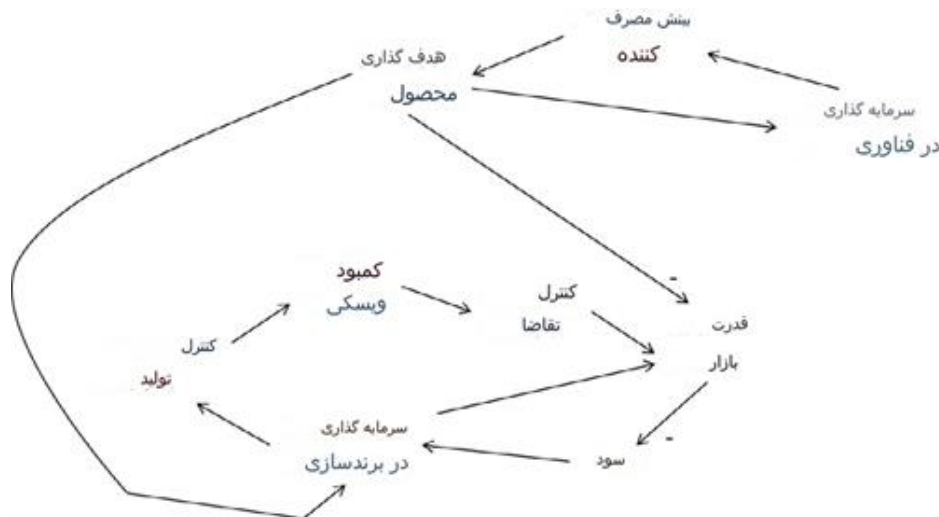 بینش مصرف
کننده
هدف گذاری
محصول
سرمایه گذاری
در فناوری
-
کمبود
ویسکی
کنترل
تقاضا
قدرت
بازار
کنترل
تولید
سرمایه گذاری
در برندسازی
-
سود